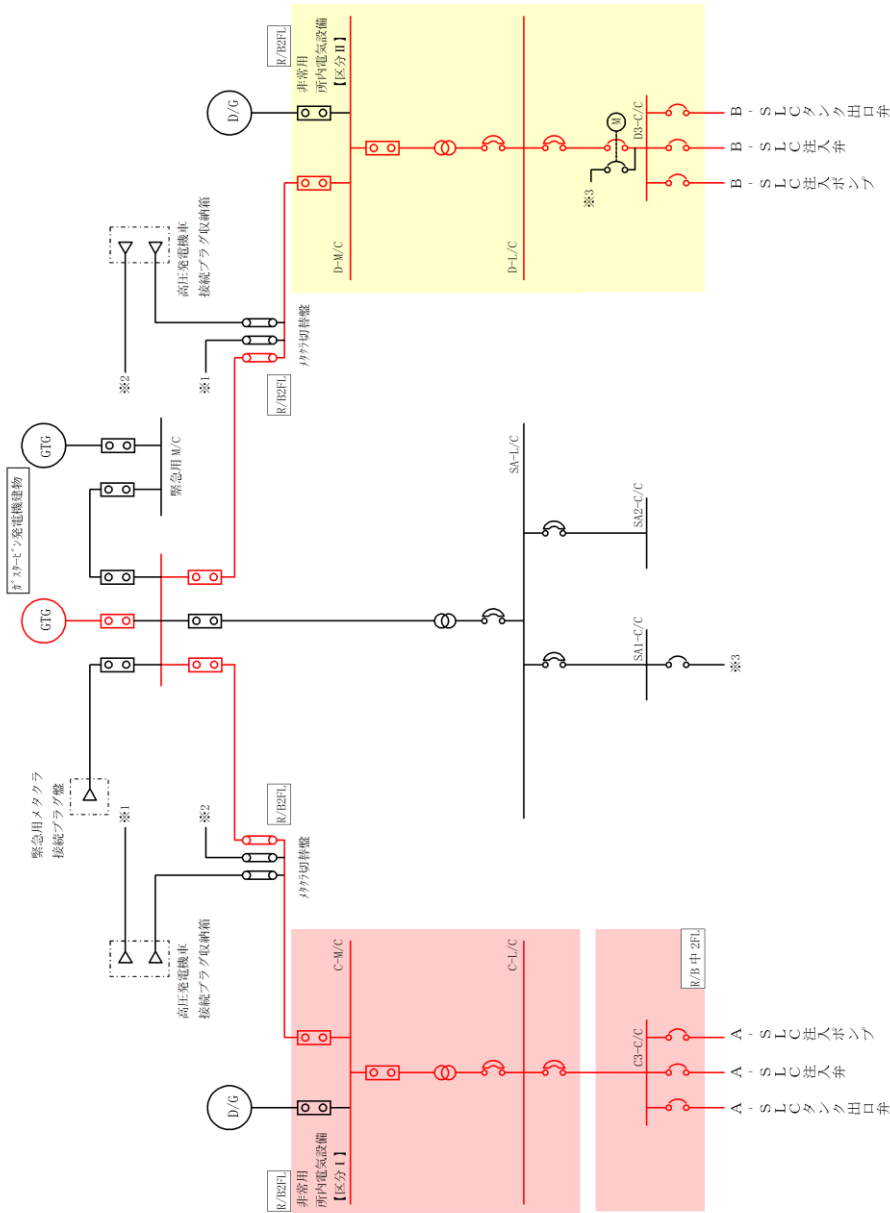 ｶﾞｽﾀｰﾋﾞﾝ発電機建物
GTG
GTG
緊急用 M/C
緊急用メタクラ
接続プラグ盤
※1
高圧発電機車
接続プラグ収納箱
※2
R/B2FL
ﾒﾀｸﾗ切替盤
D/G
R/B2FL
非常用
所内電気設備
【区分Ⅰ】
C-M/C
C-L/C
C3-C/C
R/B 中 2FL
A - SLCタンク出口弁
A - SLC注入弁
A - SLC注入ポンプ
SA-L/C
SA1-C/C
SA2-C/C
※3
※2
高圧発電機車
接続プラグ収納箱
※1
R/B2FL
ﾒﾀｸﾗ切替盤
D/G
R/B2FL
非常用
所内電気設備
【区分Ⅱ】
D-M/C
D-L/C
※3
M
D3-C/C
B - SLC注入ポンプ
B - SLC注入弁
B - SLCタンク出口弁